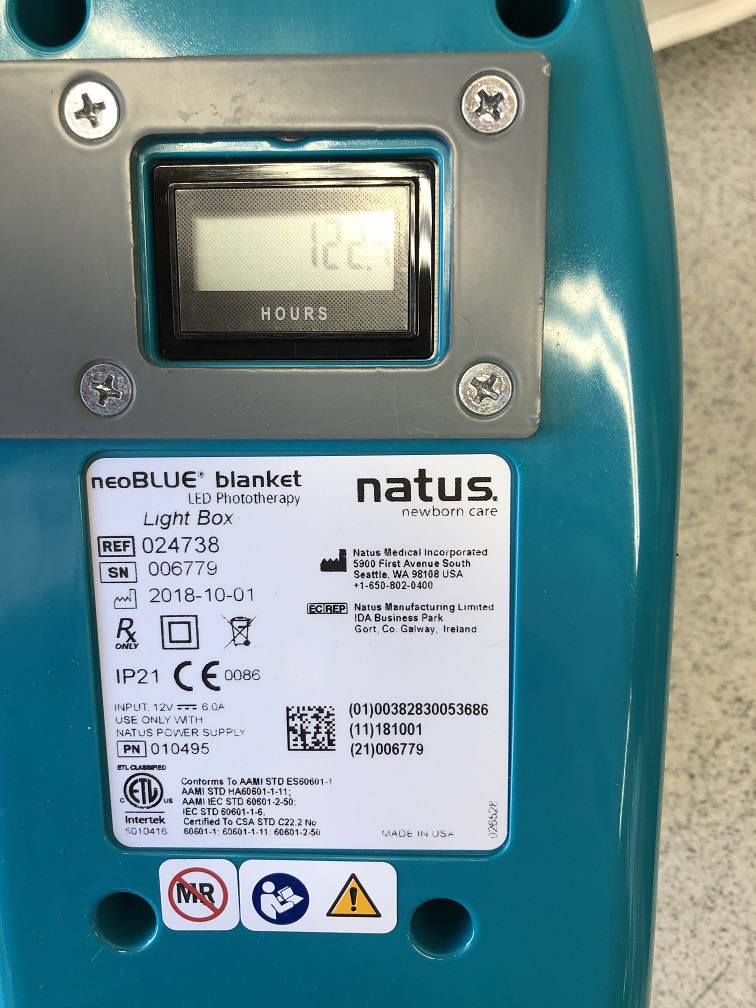 122.
HOURS
neoBLUE® blanket
LED Phototherapy
Light Box
REF 024738
SN 006779
2018-10-01
Rx
ONLY
IP21 CE 0086
INPUT: 12V 6.0A
USE ONLY WITH
NATUS POWER SUPPLY
PN 010495
natus.
newborn care
Natus Medical Incorporated
5900 First Avenue South
Seattle, WA 98108 USA
+1-650-802-0400
EC REP Natus Manufacturing Limited
IDA Business Park
Gort, Co. Galway, Ireland
(01)00382830053686
(11)181001
(21)006779
ETL CLASSIFIED
c ETL us
Intertek
5010416
Conforms To AAMI STD ES60601-1
AAMI STD HA60601-1-11;
AAMI IEC STD 60601-2-50;
IEC STD 60601-1-6,
Certified To CSA STD C22.2 No
60601-1; 60601-1-11; 60601-2-50
MADE IN USA
026528
MR